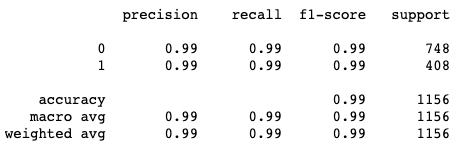 precision recall f1-score support
0 0.99 0.99 0.99 748
1 0.99 0.99 0.99 408
accuracy 0.99 1156
macro avg 0.99 0.99 0.99 1156
weighted avg 0.99 0.99 0.99 1156